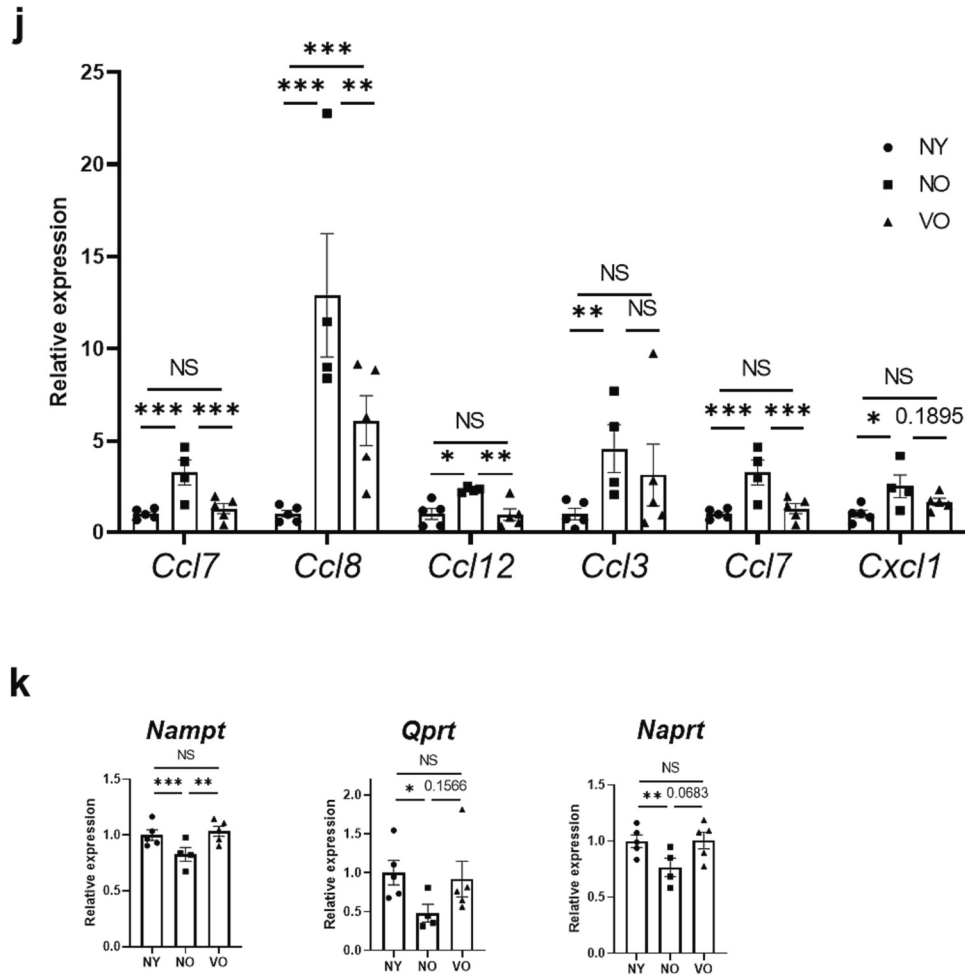 j
***
*** **
25
20
15
10
5
0
Relative expression
NY
NO
VO
NS
*** ***
NS
* **
NS
** NS
NS
*** ***
NS
* 0.1895
Ccl7 Ccl8 Ccl12 Ccl3 Ccl7 Cxcl1
k
Nampt
NS
*** **
1.5
1.0
0.5
0.0
Relative expression
NY NO VO
Qprt
NS
* 0.1566
2.0
1.5
1.0
0.5
0.0
Relative expression
NY NO VO
Naprt
NS
** 0.0683
1.5
1.0
0.5
0.0
Relative expression
NY NO VO